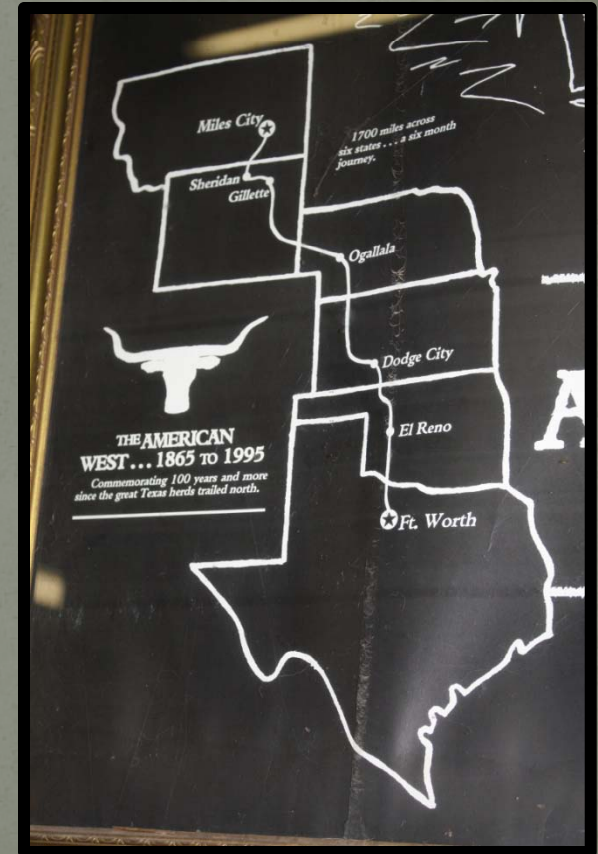 Miles City
1700 miles across
six states . . . a six month
journey.
Sheridan
Gillette
Ogallala
Dodge City
THE AMERICAN
WEST... 1865 TO 1995
Commemorating 100 years and more
since the great Texas herds trailed north.
El Reno
Ft. Worth
A